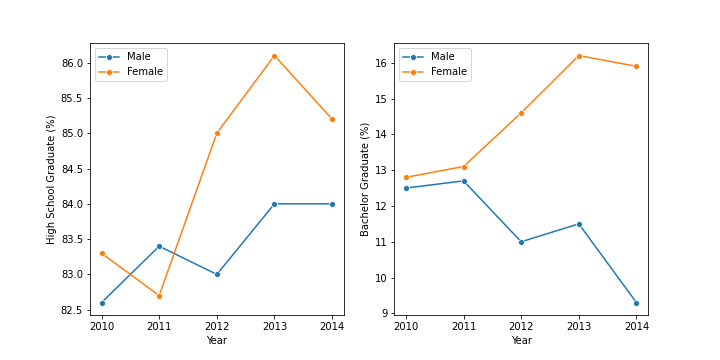 Male
Female
86.0
85.5
85.0
84.5
84.0
83.5
83.0
82.5
High School Graduate (%)
2010 2011 2012 2013 2014
Year
Male
Female
16
15
14
13
12
11
10
9
Bachelor Graduate (%)
2010 2011 2012 2013 2014
Year